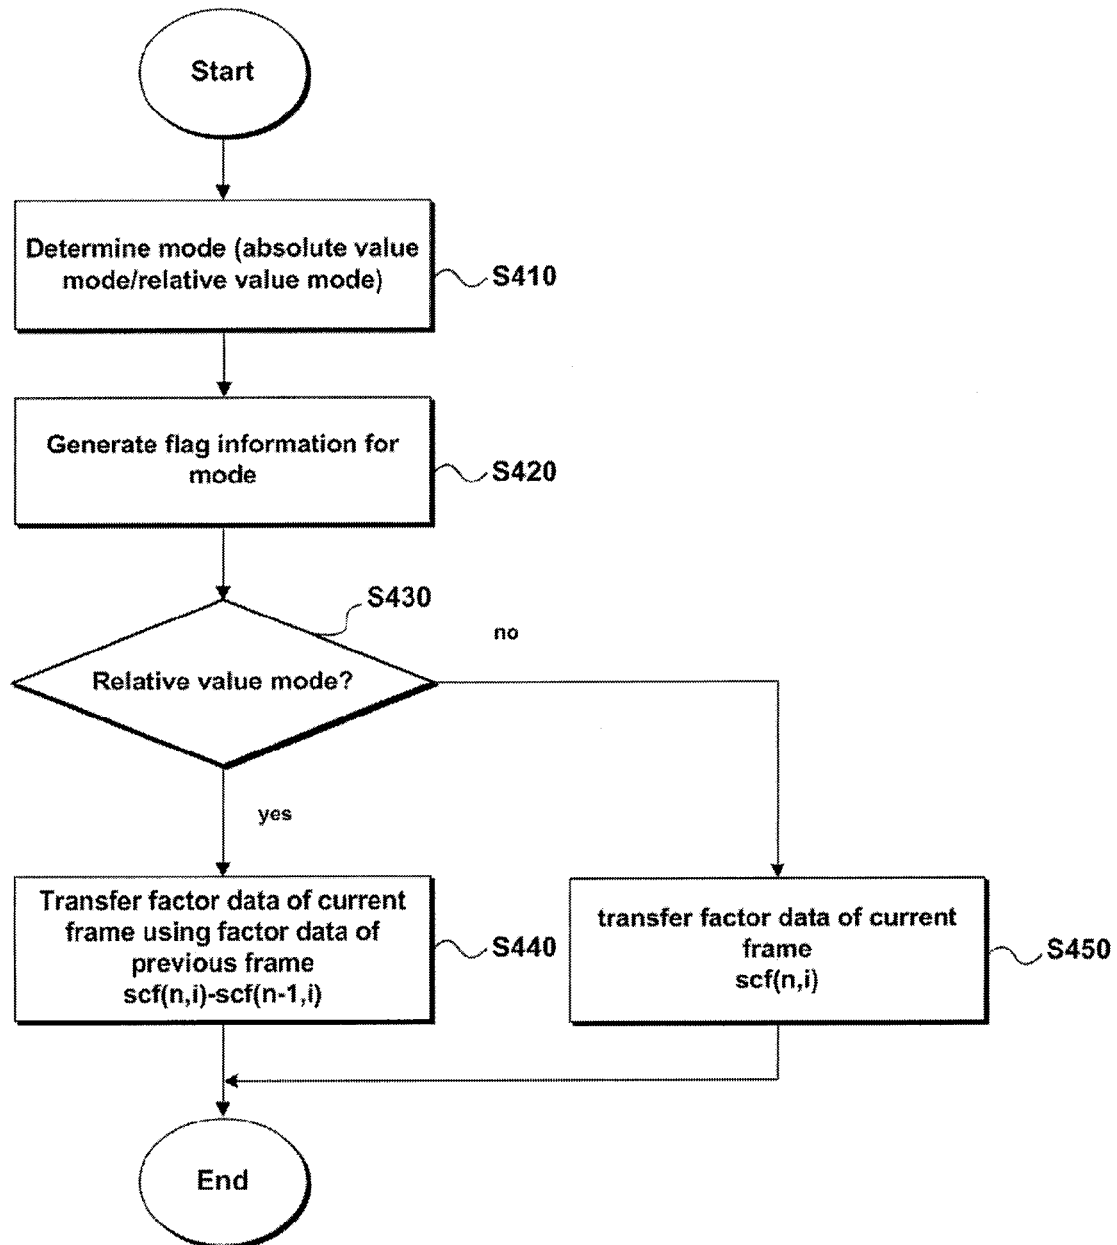 Start
Determine mode (absolute value
mode/relative value mode)
S410
Generate flag information for
mode
S420
S430
Relative value mode?
no
yes
Transfer factor data of current
frame using factor data of
previous frame
scf(n,i)-scf(n-1,i)
S440
transfer factor data of current
frame
scf(n,i)
S450
End